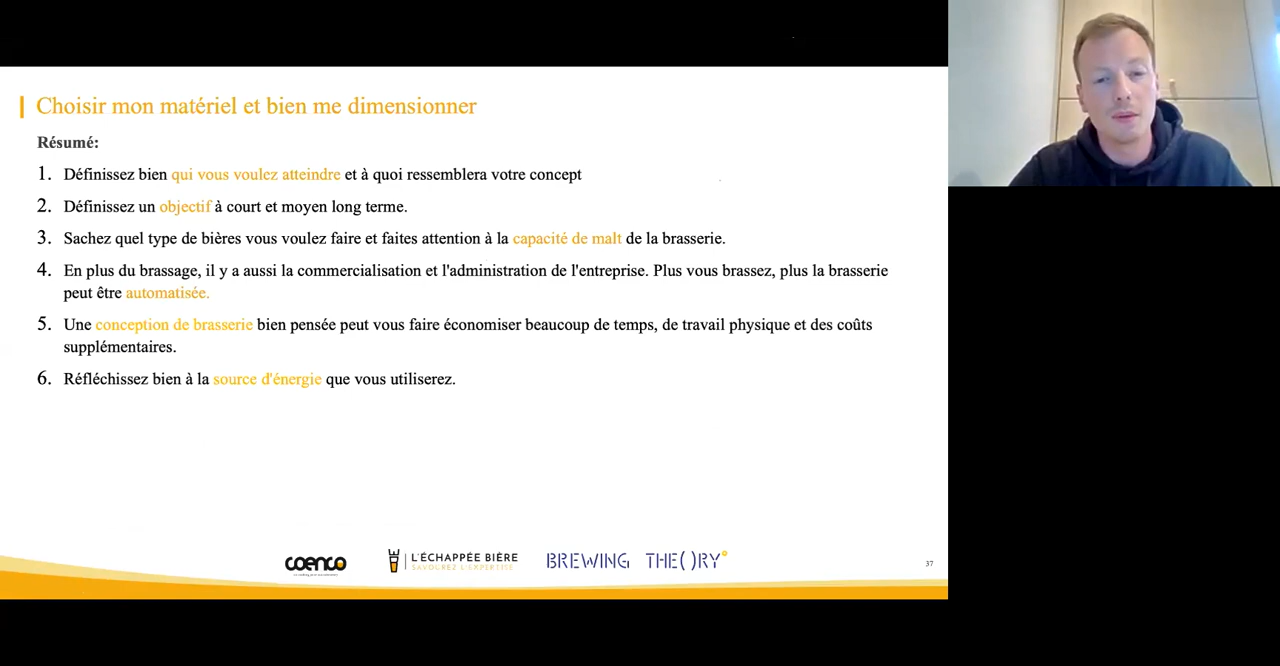 Choisir mon matériel et bien me dimensionner
Résumé:
1. Définissez bien qui vous voulez atteindre et à quoi ressemblera votre concept
2. Définissez un objectif à court et moyen long terme.
3. Sachez quel type de bières vous voulez faire et faites attention à la capacité de malt de la brasserie.
4. En plus du brassage, il y a aussi la commercialisation et l'administration de l'entreprise. Plus vous brassez, plus la brasserie
peut être automatisée.
5. Une conception de brasserie bien pensée peut vous faire économiser beaucoup de temps, de travail physique et des coûts
supplémentaires.
6. Réfléchissez bien à la source d'énergie que vous utiliserez.
coenco
L'ÉCHAPPÉE BIÈRE
SAVOUREZ L'EXPERTISE
BREWING THE()RY
37